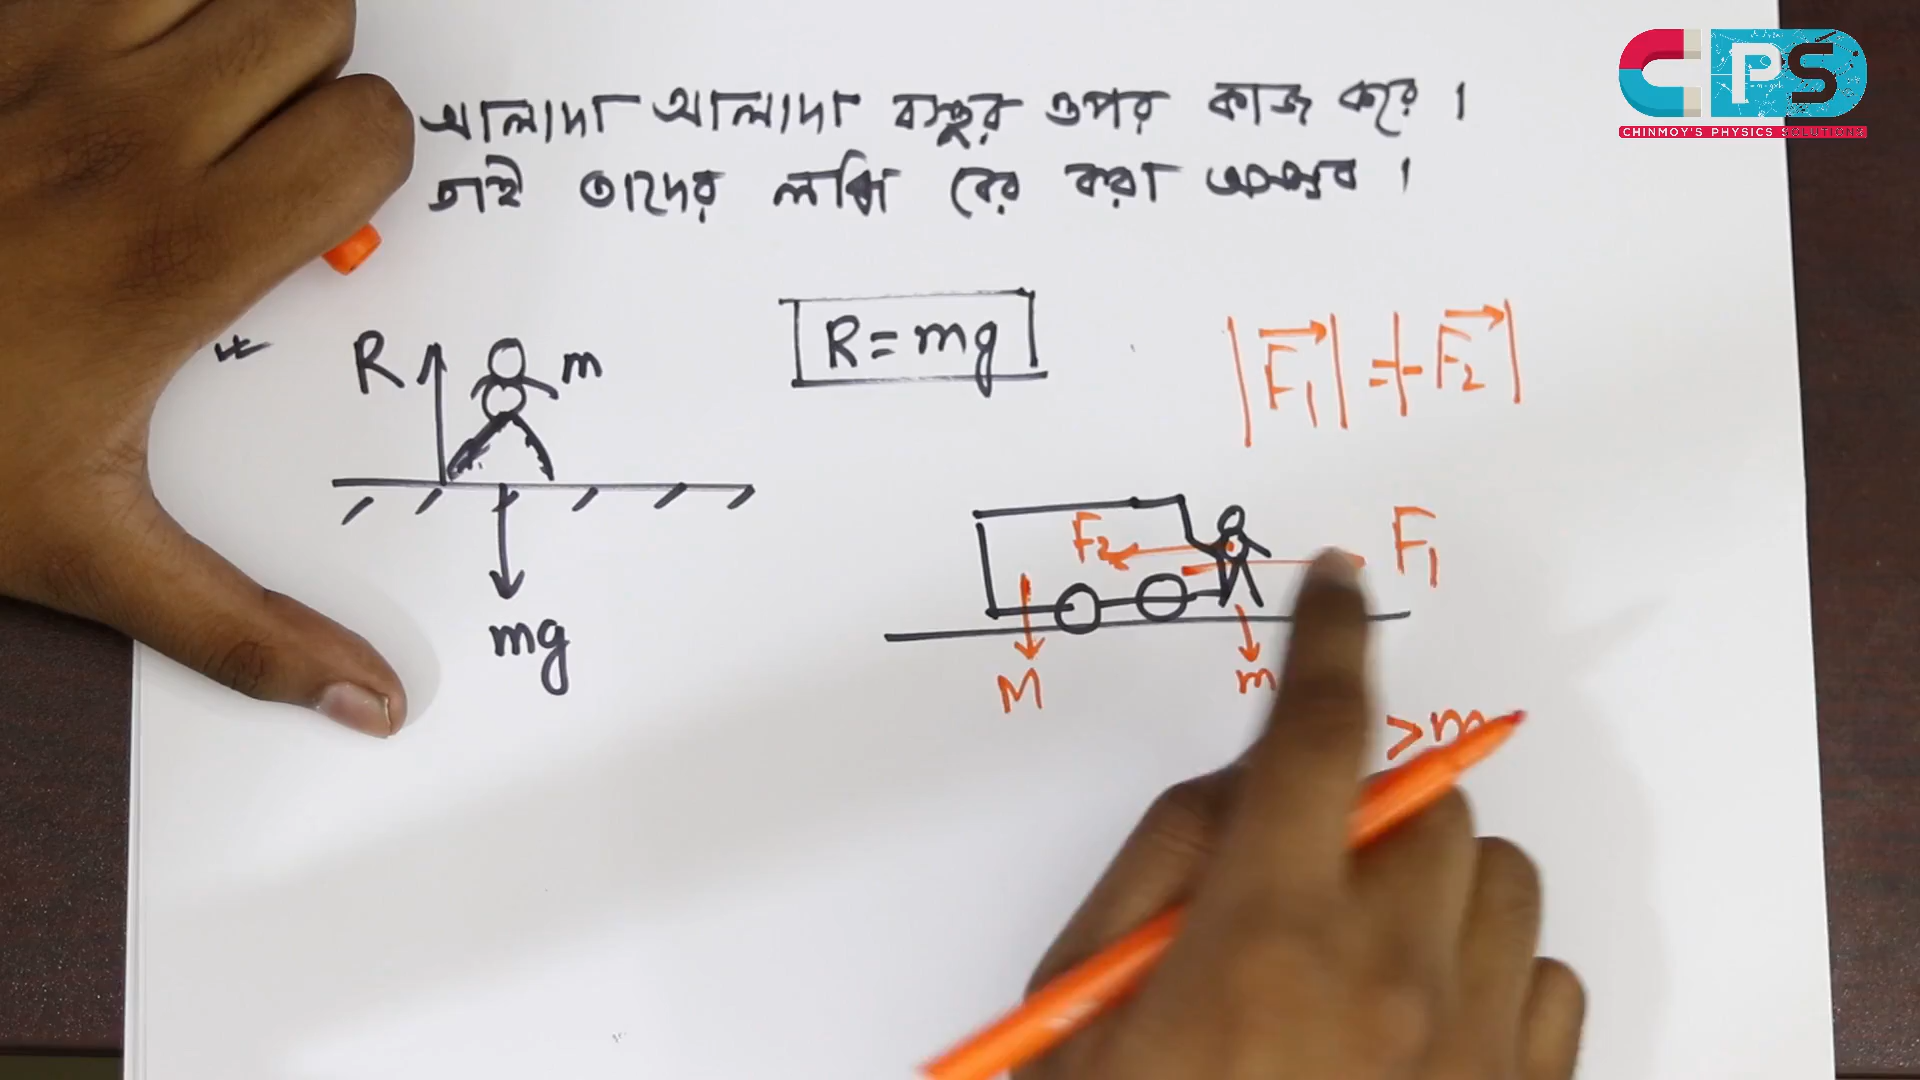 CPS
CHINMOY'S PHYSICS SOLUTIONS
আলাদা আলাদা বস্তুর ওপর কাজ করে ।
তাই তাদের লব্ধি বের করা অসম্ভব ।
R m
R = mg
|F₁| = |-F₂|
mg
F₂ F₁
M m
> m